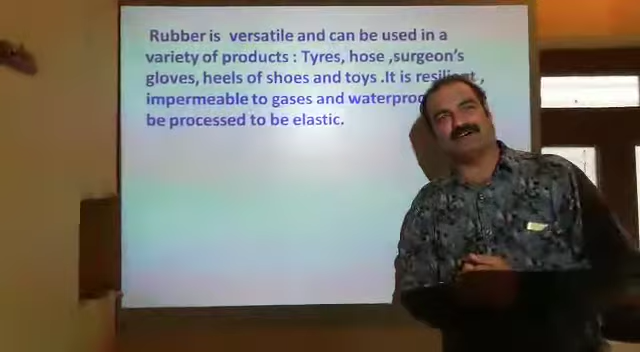 Rubber is versatile and can be used in a
variety of products : Tyres, hose ,surgeon's
gloves, heels of shoes and toys .It is resilient ,
impermeable to gases and
be processed to be elastic.